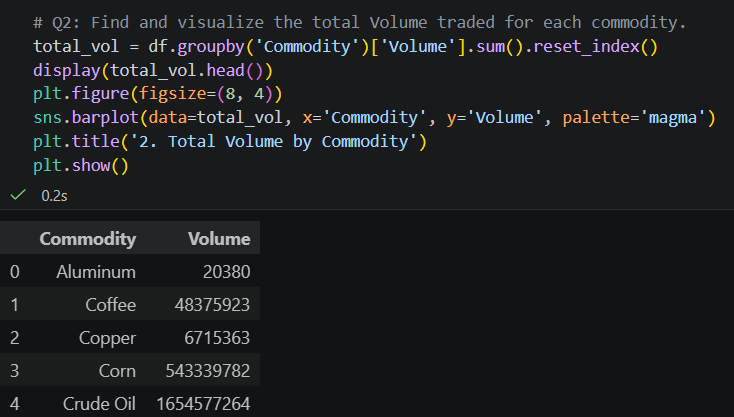 # Q2: Find and visualize the total Volume traded for each commodity.
total_vol = df.groupby('Commodity')['Volume'].sum().reset_index()
display(total_vol.head())
plt.figure(figsize=(8, 4))
sns.barplot(data=total_vol, x='Commodity', y='Volume', palette='magma')
plt.title('2. Total Volume by Commodity')
plt.show()
0.2s
Commodity Volume
0 Aluminum 20380
1 Coffee 48375923
2 Copper 6715363
3 Corn 543339782
4 Crude Oil 1654577264